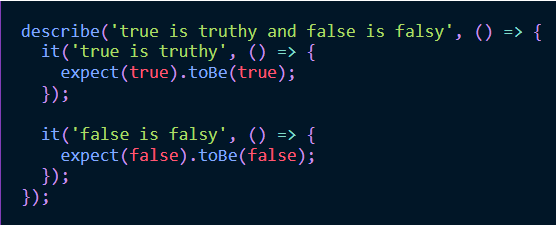 describe('true is truthy and false is falsy', () => {
  it('true is truthy', () => {
    expect(true).toBe(true);
  });

  it('false is falsy', () => {
    expect(false).toBe(false);
  });
});